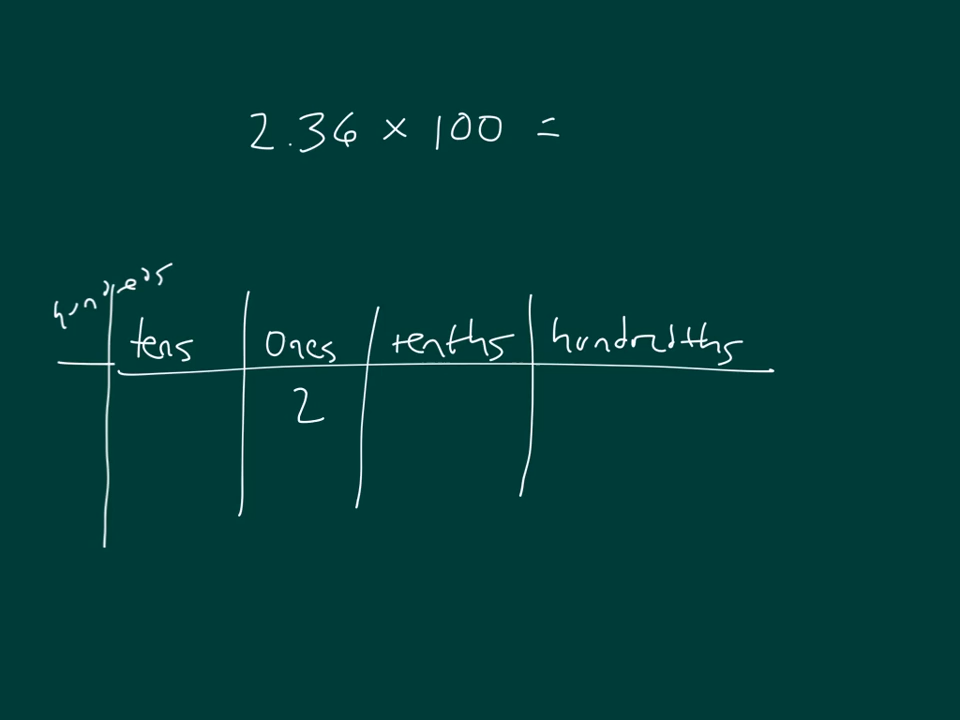 2.36 × 100 =
hundreds
tens ones tenths hundredths
2